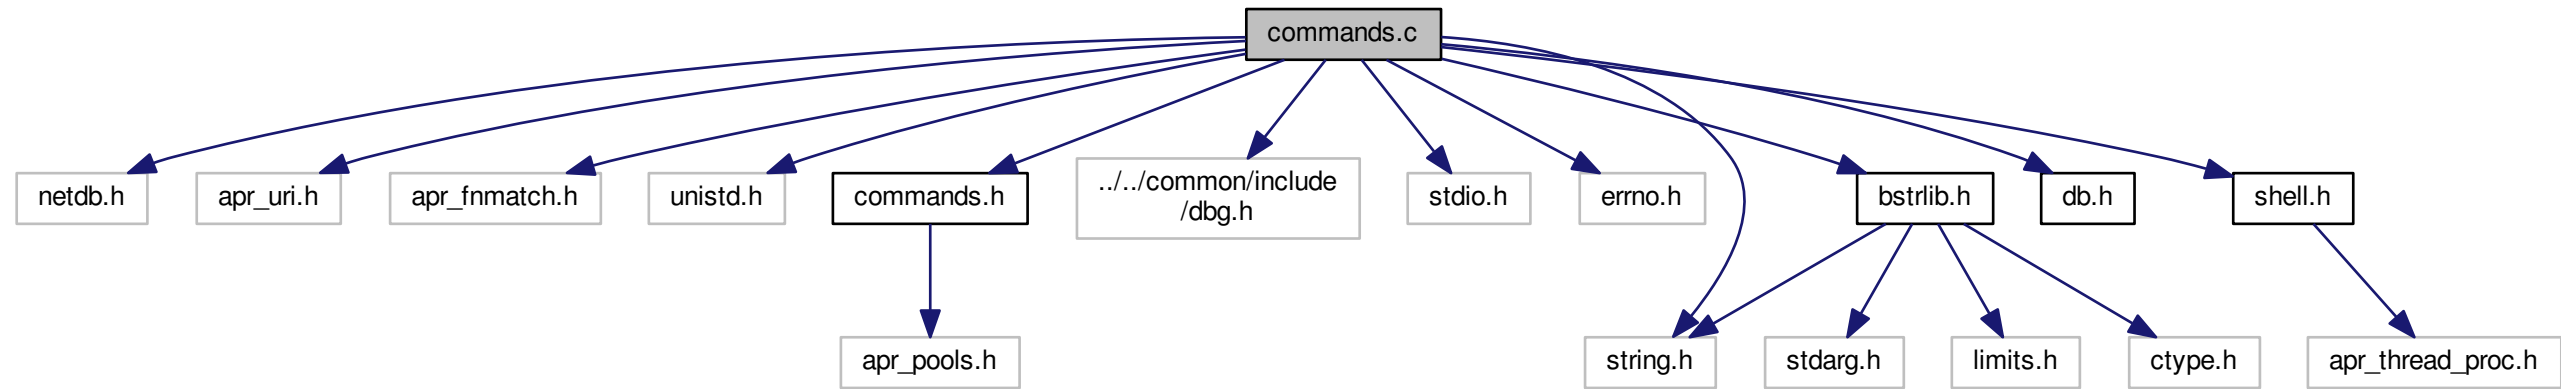 commands.c
netdb.h
apr_uri.h
apr_fnmatch.h
unistd.h
commands.h
../../common/include
/dbg.h
stdio.h
errno.h
bstrlib.h
db.h
shell.h
apr_pools.h
string.h
stdarg.h
limits.h
ctype.h
apr_thread_proc.h